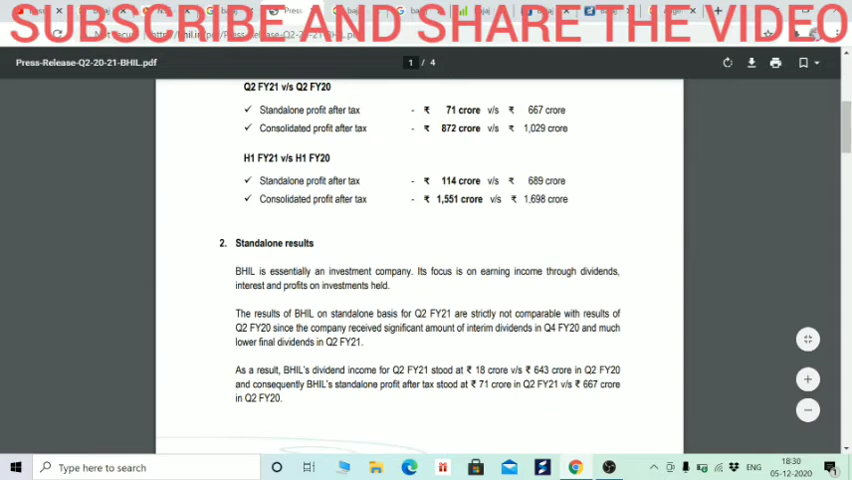 SUBSCRIBE AND SHARE THE VIDEO
Press-Release-Q2-20-21-BHIL.pdf
1 / 4
Q2 FY21 v/s Q2 FY20
✓ Standalone profit after tax - ₹ 71 crore v/s ₹ 667 crore
✓ Consolidated profit after tax - ₹ 872 crore v/s ₹ 1,029 crore
H1 FY21 v/s H1 FY20
✓ Standalone profit after tax - ₹ 114 crore v/s ₹ 689 crore
✓ Consolidated profit after tax - ₹ 1,551 crore v/s ₹ 1,698 crore
2. Standalone results
BHIL is essentially an investment company. Its focus is on earning income through dividends,
interest and profits on investments held.
The results of BHIL on standalone basis for Q2 FY21 are strictly not comparable with results of
Q2 FY20 since the company received significant amount of interim dividends in Q4 FY20 and much
lower final dividends in Q2 FY21.
As a result, BHIL's dividend income for Q2 FY21 stood at ₹ 18 crore v/s ₹ 643 crore in Q2 FY20
and consequently BHIL's standalone profit after tax stood at ₹ 71 crore in Q2 FY21 v/s ₹ 667 crore
in Q2 FY20.
Type here to search
ENG
18:30
05-12-2020